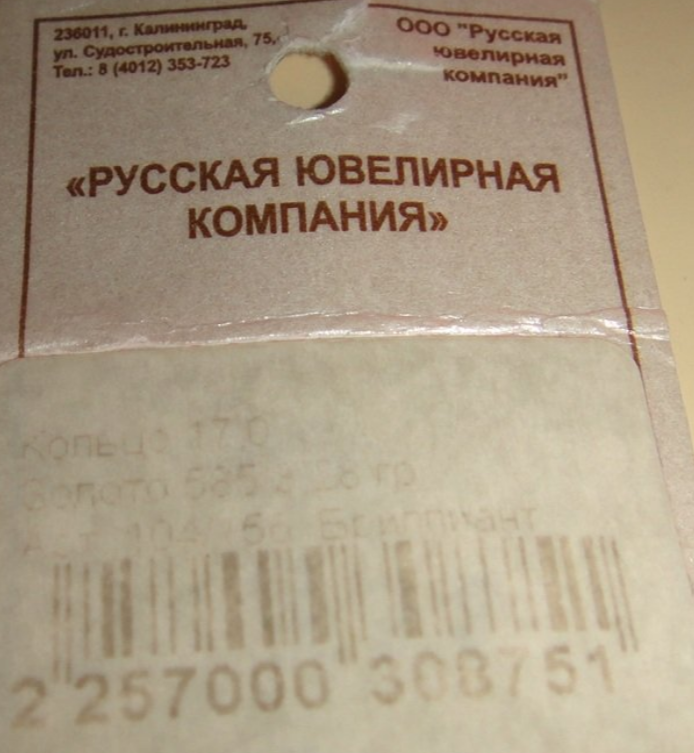 236011, г. Калининград,
ул. Судостроительная, 75,
Тел.: 8 (4012) 353-723
ООО "Русская
ювелирная
компания"
«РУССКАЯ ЮВЕЛИРНАЯ
КОМПАНИЯ»
Кольцо 17.0
Золото 585 гр
Бриллиант
2 257000 308751